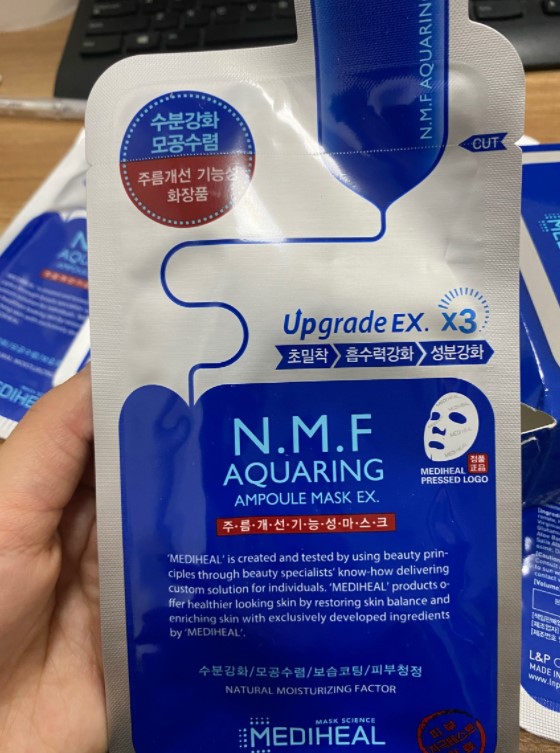 N.M.F AQUARIN
수분강화
모공수렴
주름개선 기능성
화장품
CUT
Upgrade EX. x3
초밀착 흡수력강화 성분강화
N.M.F
AQUARING
AMPOULE MASK EX.
MEDIHEAL 정품
PRESSED LOGO 正品
주·름·개·선·기·능·성·마·스·크
'MEDIHEAL' is created and tested by using beauty prin-
ciples through beauty specialists' know-how delivering
custom solution for individuals. 'MEDIHEAL' products o-
ffer healthier looking skin by restoring skin balance and
enriching skin with exclusively developed ingredients
by 'MEDIHEAL'.
수분강화/모공수렴/보습코팅/피부청정
NATURAL MOISTURIZING FACTOR
MASK SCIENCE
MEDIHEAL
L&P
MADE IN